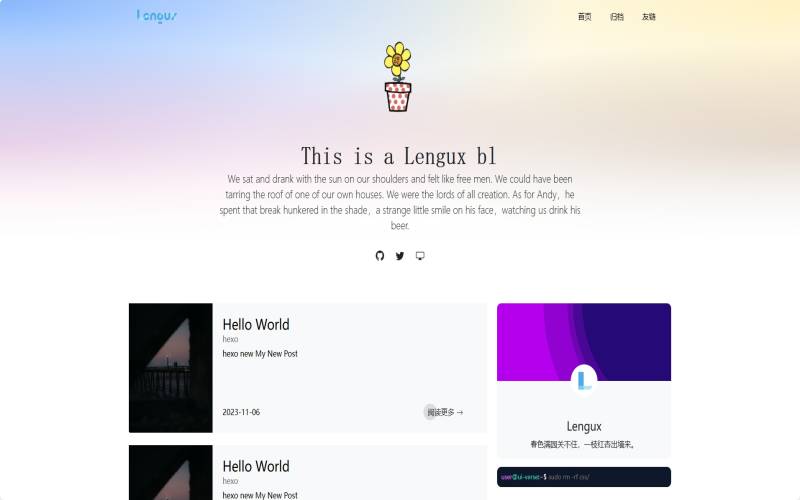 Lengux
首页 归档 友链
This is a Lengux bl
We sat and drank with the sun on our shoulders and felt like free men. We could have been
tarring the roof of one of our own houses. We were the lords of all creation. As for Andy，he
spent that break hunkered in the shade，a strange little smile on his face，watching us drink his
beer.
Hello World
hexo
hexo new My New Post
2023-11-06
阅读更多 →
Hello World
hexo
hexo new My New Post
L
Lengux
春色满园关不住，一枝红杏出墙来。
user@ui-verse:~$ sudo rm -rf css/